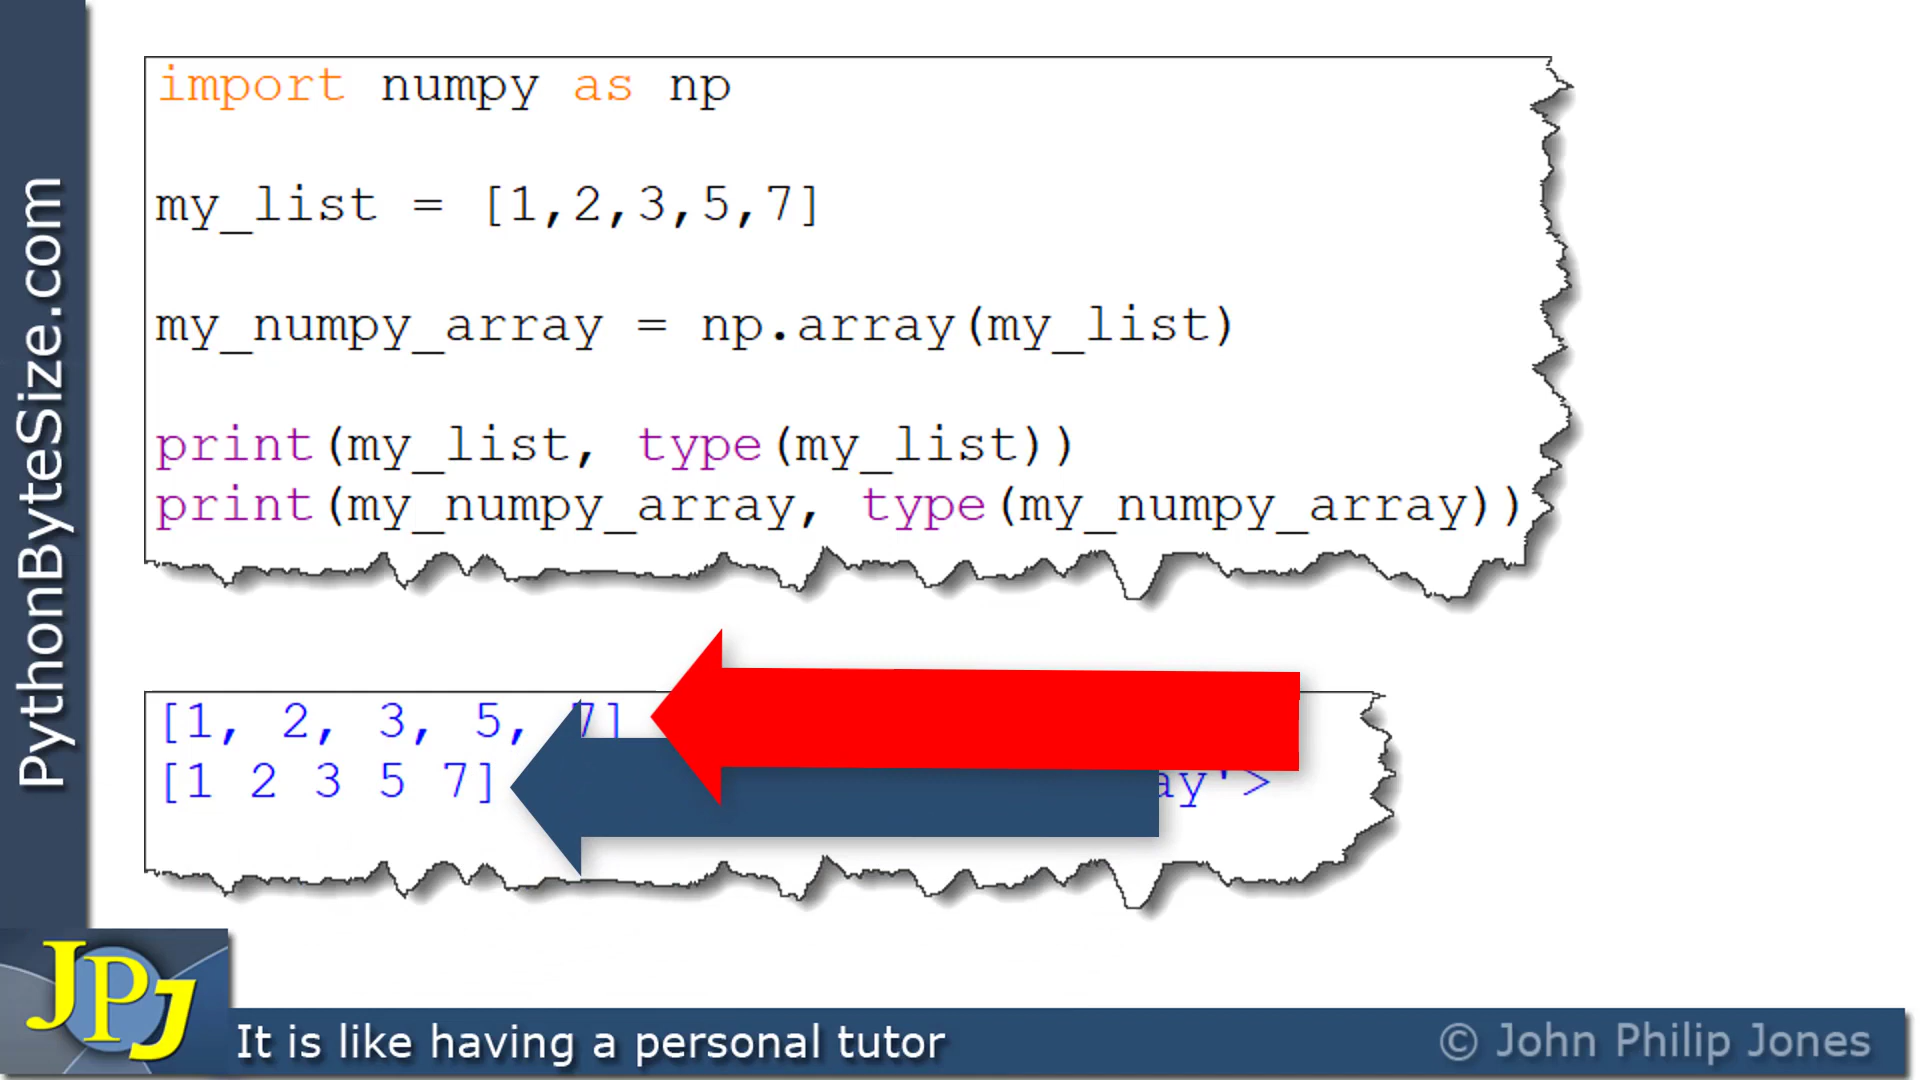 PythonByteSize.com
import numpy as np
my_list = [1,2,3,5,7]
my_numpy_array = np.array(my_list)
print(my_list, type(my_list))
print(my_numpy_array, type(my_numpy_array))
[1, 2, 3, 5, 7]
[1 2 3 5 7] ay'>
JPJ
It is like having a personal tutor
© John Philip Jones